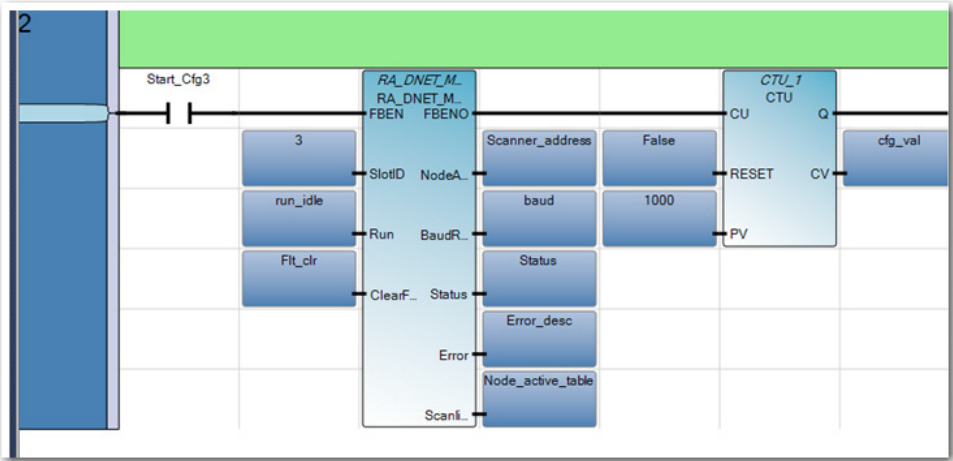 2
Start_Cfg3
RA_DNET_M...
RA_DNET_M...
FBEN FBENO
3
Scanner_address
SlotID NodeA...
run_idle
baud
Run BaudR...
Flt_clr
Status
ClearF... Status
Error_desc
Error
Node_active_table
Scanli...
CTU_1
CTU
CU Q
False
RESET CV
cfg_val
1000
PV